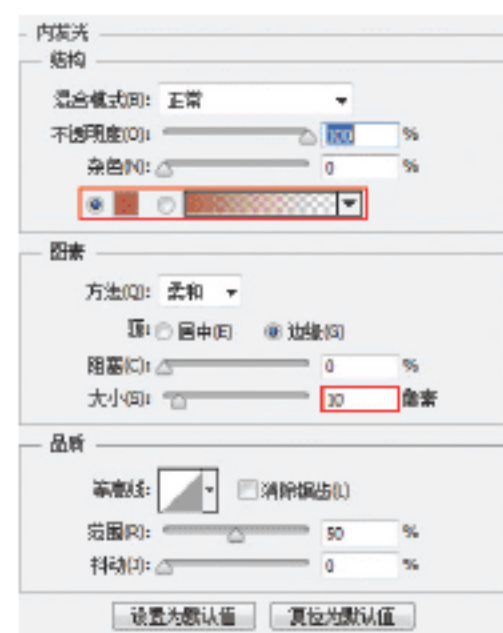 内发光
结构
混合模式(B): 正常
不透明度(O): 100 %
杂色(N): 0 %
图素
方法(Q): 柔和
源: 居中(E) 边缘(G)
阻塞(C): 0 %
大小(S): 10 像素
品质
等高线: 消除锯齿(L)
范围(R): 50 %
抖动(J): 0 %
设置为默认值 复位为默认值